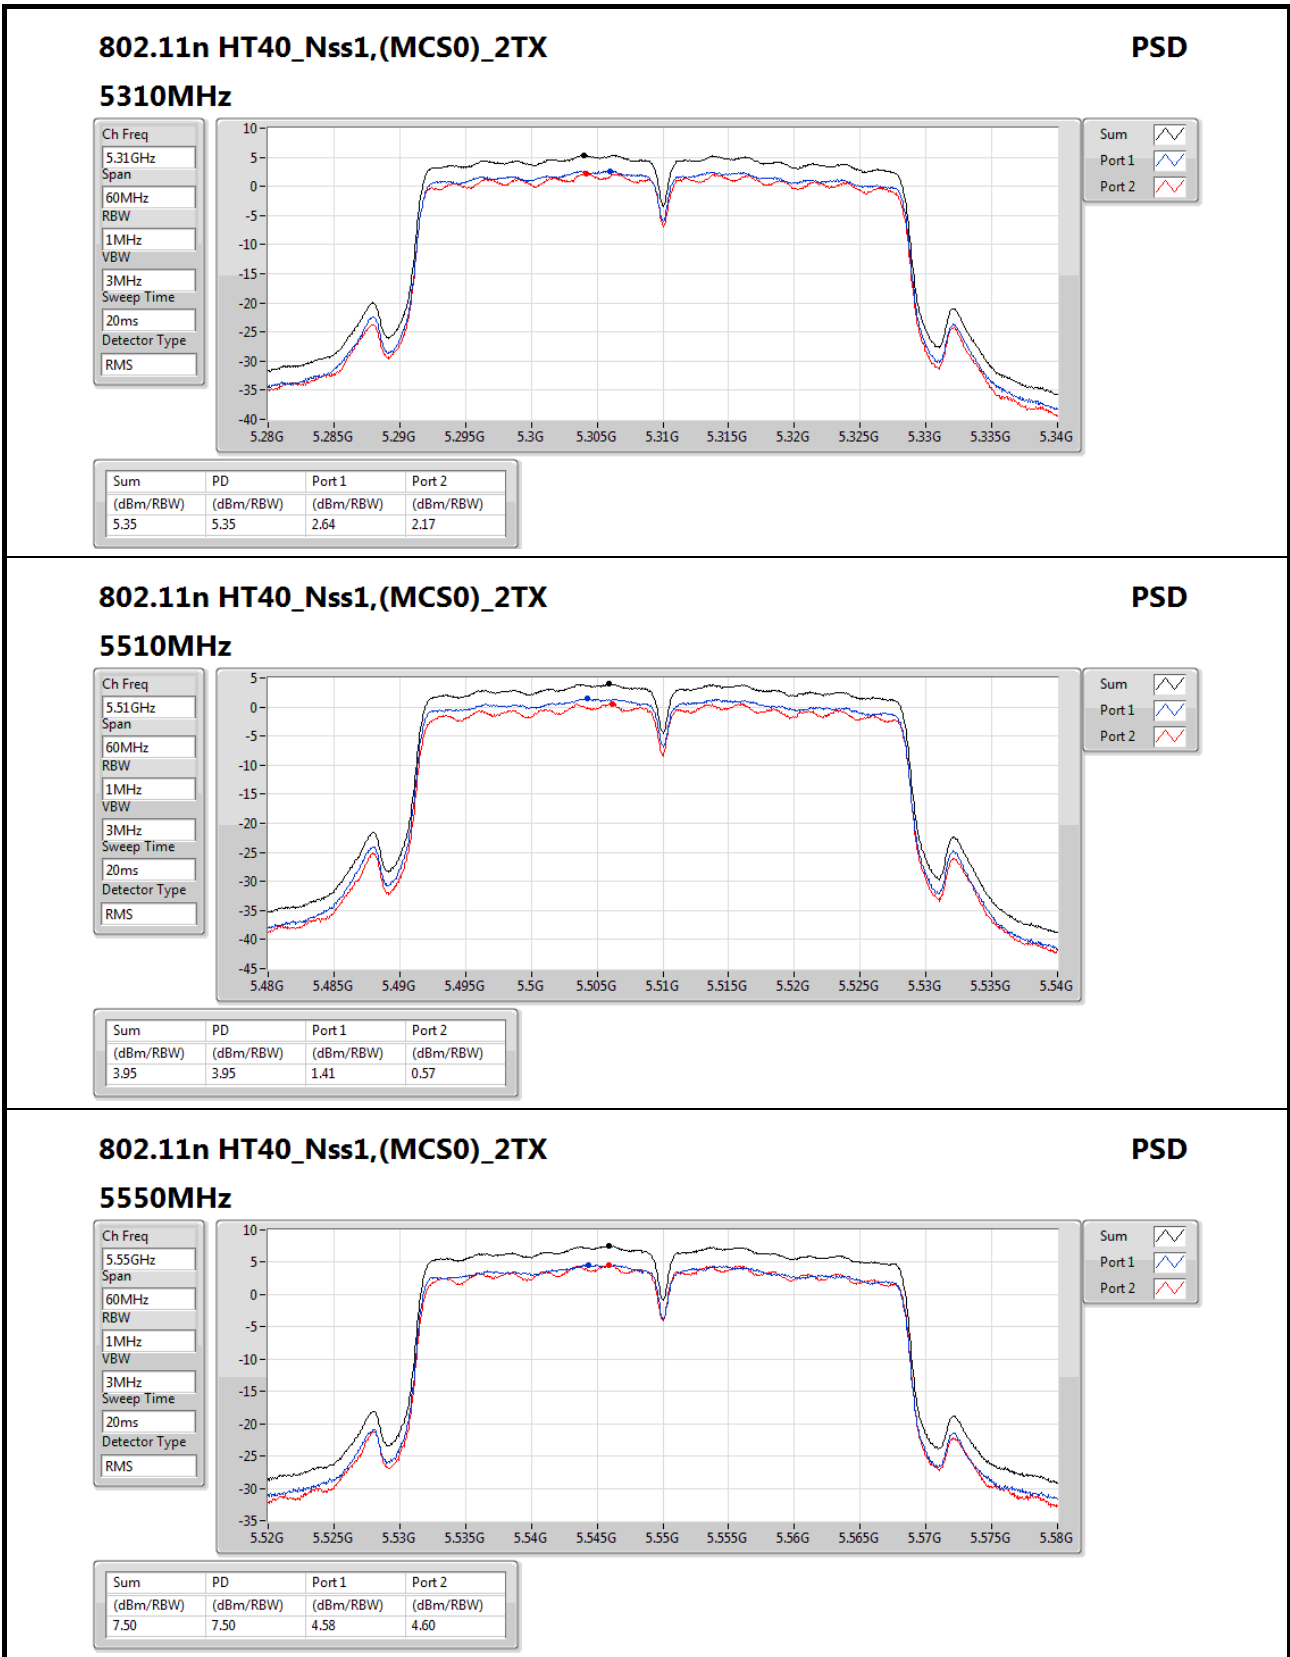 802.11n HT40_Nss1,(MCS0)_2TX PSD
5310MHz
Ch Freq
5.31GHz
Span
60MHz
RBW
1MHz
VBW
3MHz
Sweep Time
20ms
Detector Type
RMS
10
5
0
-5
-10
-15
-20
-25
-30
-35
-40
5.28G 5.285G 5.29G 5.295G 5.3G 5.305G 5.31G 5.315G 5.32G 5.325G 5.33G 5.335G 5.34G
Sum
Port 1
Port 2
Sum PD Port 1 Port 2
(dBm/RBW) (dBm/RBW) (dBm/RBW) (dBm/RBW)
5.35 5.35 2.64 2.17
802.11n HT40_Nss1,(MCS0)_2TX PSD
5510MHz
Ch Freq
5.51GHz
Span
60MHz
RBW
1MHz
VBW
3MHz
Sweep Time
20ms
Detector Type
RMS
5
0
-5
-10
-15
-20
-25
-30
-35
-40
-45
5.48G 5.485G 5.49G 5.495G 5.5G 5.505G 5.51G 5.515G 5.52G 5.525G 5.53G 5.535G 5.54G
Sum
Port 1
Port 2
Sum PD Port 1 Port 2
(dBm/RBW) (dBm/RBW) (dBm/RBW) (dBm/RBW)
3.95 3.95 1.41 0.57
802.11n HT40_Nss1,(MCS0)_2TX PSD
5550MHz
Ch Freq
5.55GHz
Span
60MHz
RBW
1MHz
VBW
3MHz
Sweep Time
20ms
Detector Type
RMS
10
5
0
-5
-10
-15
-20
-25
-30
-35
5.52G 5.525G 5.53G 5.535G 5.54G 5.545G 5.55G 5.555G 5.56G 5.565G 5.57G 5.575G 5.58G
Sum
Port 1
Port 2
Sum PD Port 1 Port 2
(dBm/RBW) (dBm/RBW) (dBm/RBW) (dBm/RBW)
7.50 7.50 4.58 4.60